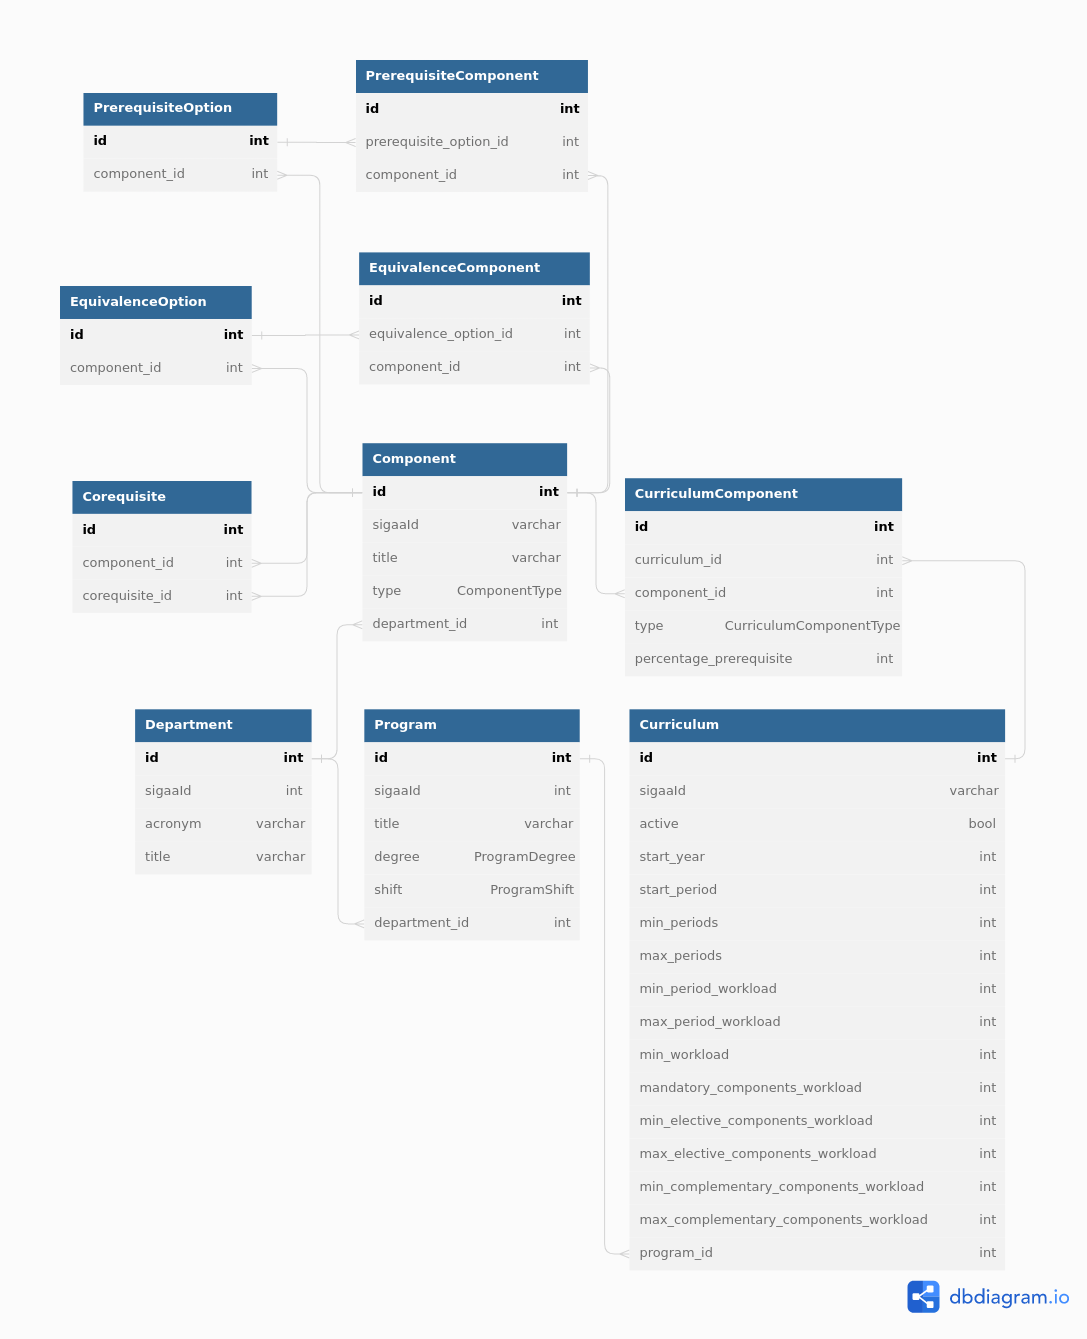 PrerequisiteComponent
id int
prerequisite_option_id int
component_id int
PrerequisiteOption
id int
component_id int
EquivalenceComponent
id int
equivalence_option_id int
component_id int
EquivalenceOption
id int
component_id int
Component
id int
sigaaId varchar
title varchar
type ComponentType
department_id int
Corequisite
id int
component_id int
corequisite_id int
CurriculumComponent
id int
curriculum_id int
component_id int
type CurriculumComponentType
percentage_prerequisite int
Department
id int
sigaaId int
acronym varchar
title varchar
Program
id int
sigaaId int
title varchar
degree ProgramDegree
shift ProgramShift
department_id int
Curriculum
id int
sigaaId varchar
active bool
start_year int
start_period int
min_periods int
max_periods int
min_period_workload int
max_period_workload int
min_workload int
mandatory_components_workload int
min_elective_components_workload int
max_elective_components_workload int
min_complementary_components_workload int
max_complementary_components_workload int
program_id int
dbdiagram.io